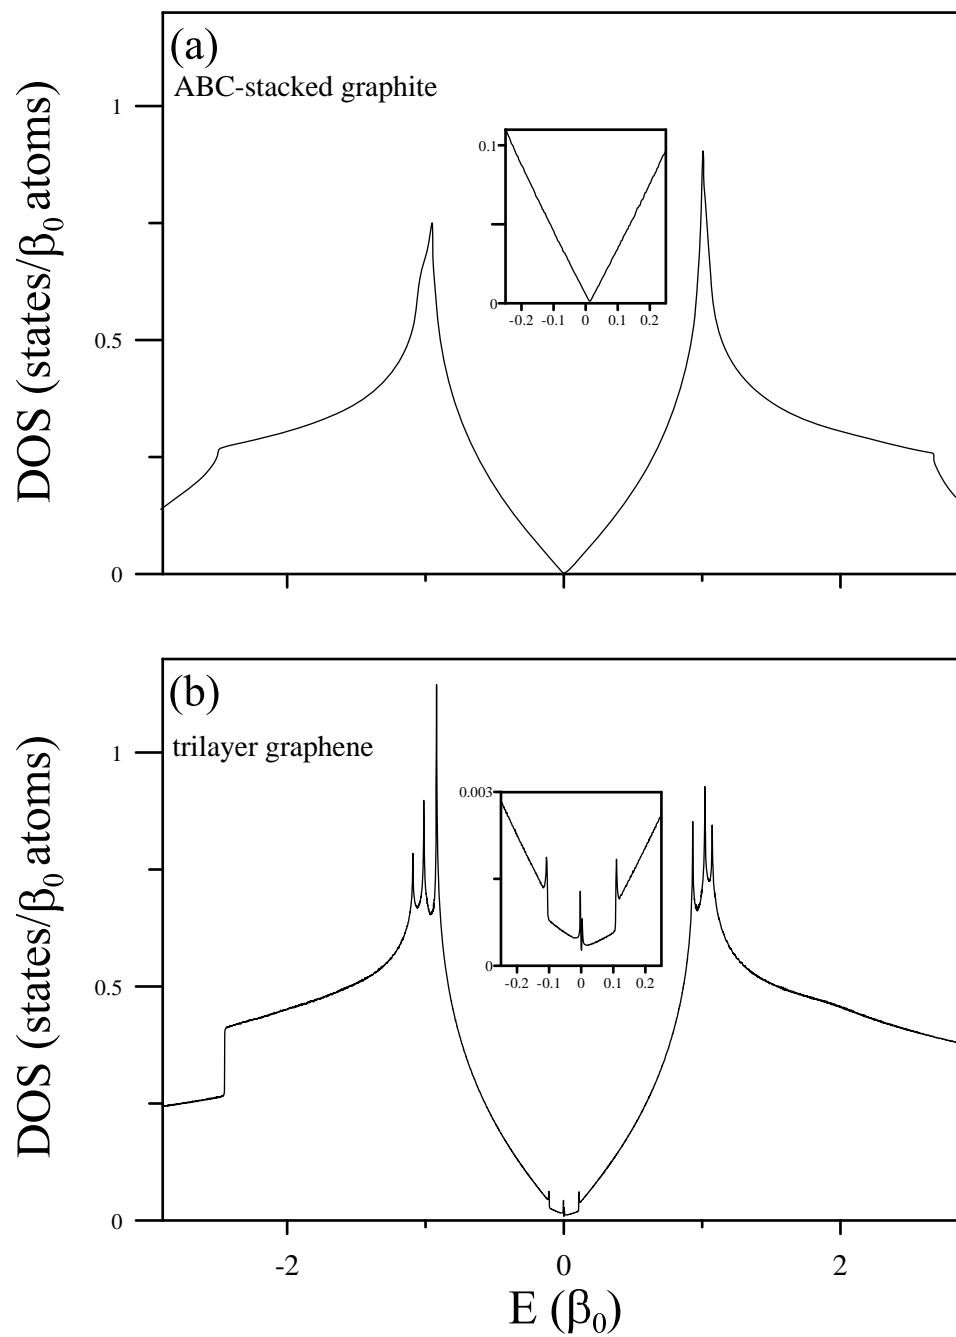 (a)
ABC-stacked graphite
DOS (states/β₀ atoms)
1
0.5
0
0.1
0
-0.2 -0.1 0 0.1 0.2
(b)
trilayer graphene
DOS (states/β₀ atoms)
1
0.5
0
0.003
0
-0.2 -0.1 0 0.1 0.2
-2 0 2
E (β₀)